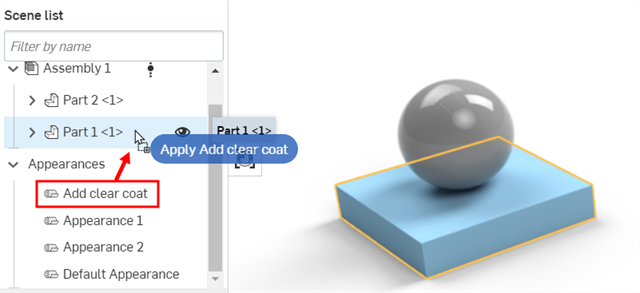 Scene list
Filter by name
Assembly 1
Part 2 <1>
Part 1 <1>
Part 1 <1>
Apply Add clear coat
Appearances
Add clear coat
Appearance 1
Appearance 2
Default Appearance